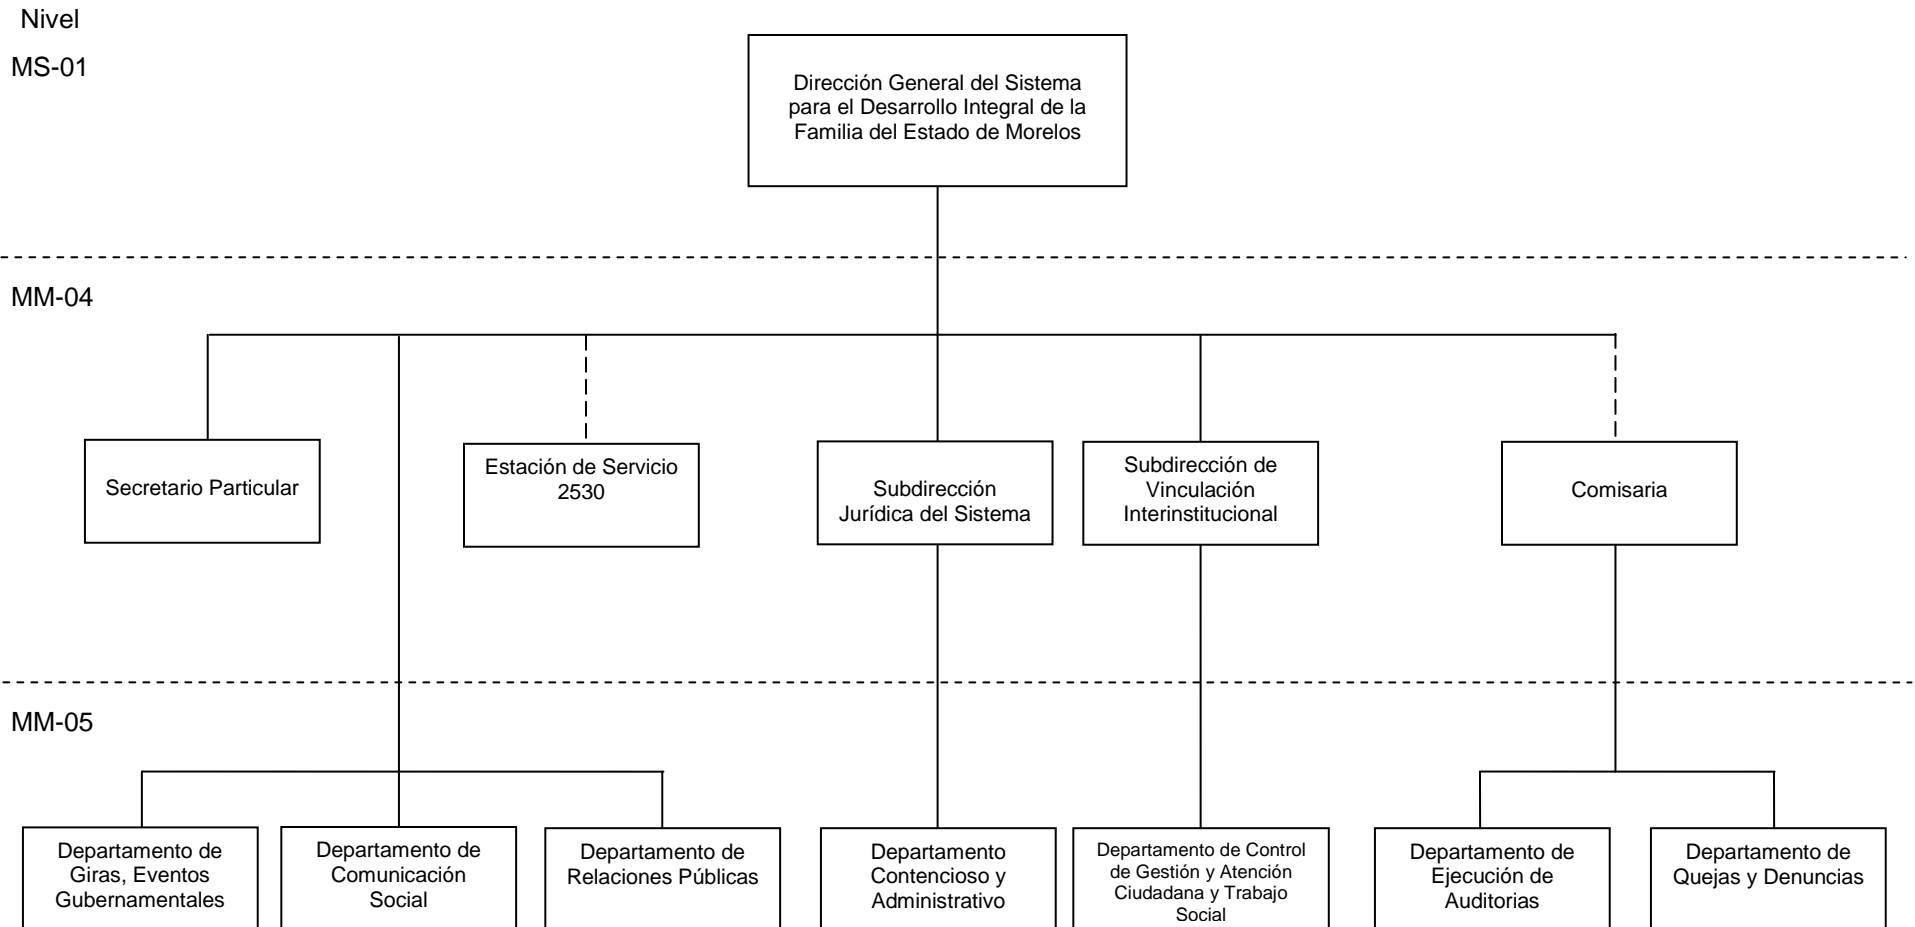 Nivel
MS-01
Dirección General del Sistema
para el Desarrollo Integral de la
Familia del Estado de Morelos
MM-04
Secretario Particular
Estación de Servicio
2530
Subdirección
Jurídica del Sistema
Subdirección de
Vinculación
Interinstitucional
Comisaria
MM-05
Departamento de
Giras, Eventos
Gubernamentales
Departamento de
Comunicación
Social
Departamento de
Relaciones Públicas
Departamento
Contencioso y
Administrativo
Departamento de Control
de Gestión y Atención
Ciudadana y Trabajo
Social
Departamento de
Ejecución de
Auditorias
Departamento de
Quejas y Denuncias